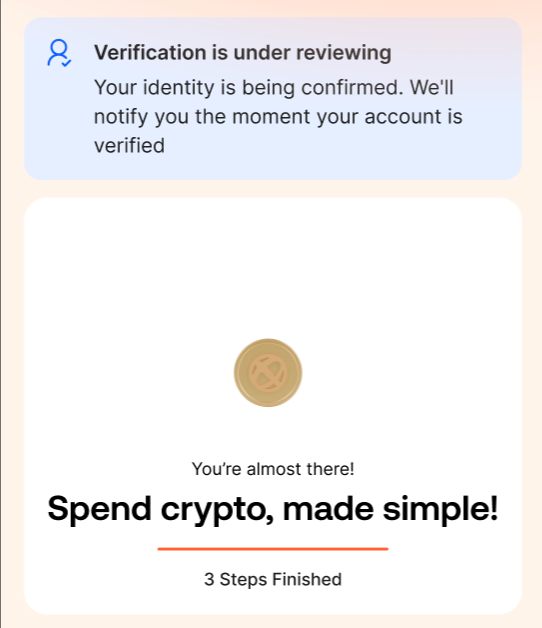 Verification is under reviewing
Your identity is being confirmed. We'll
notify you the moment your account is
verified
You’re almost there!
Spend crypto, made simple!
3 Steps Finished